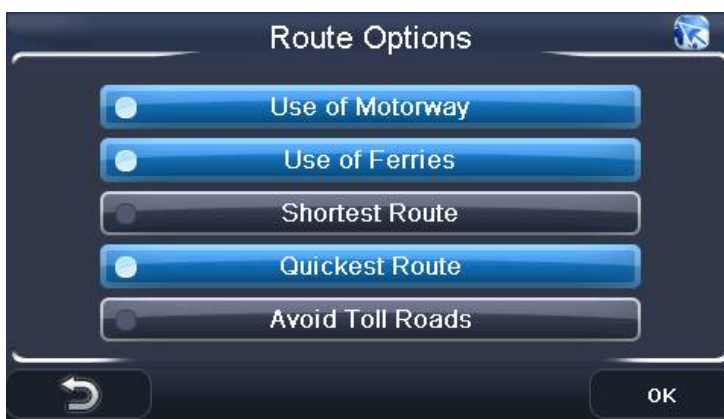 Route Options
Use of Motorway
Use of Ferries
Shortest Route
Quickest Route
Avoid Toll Roads
OK